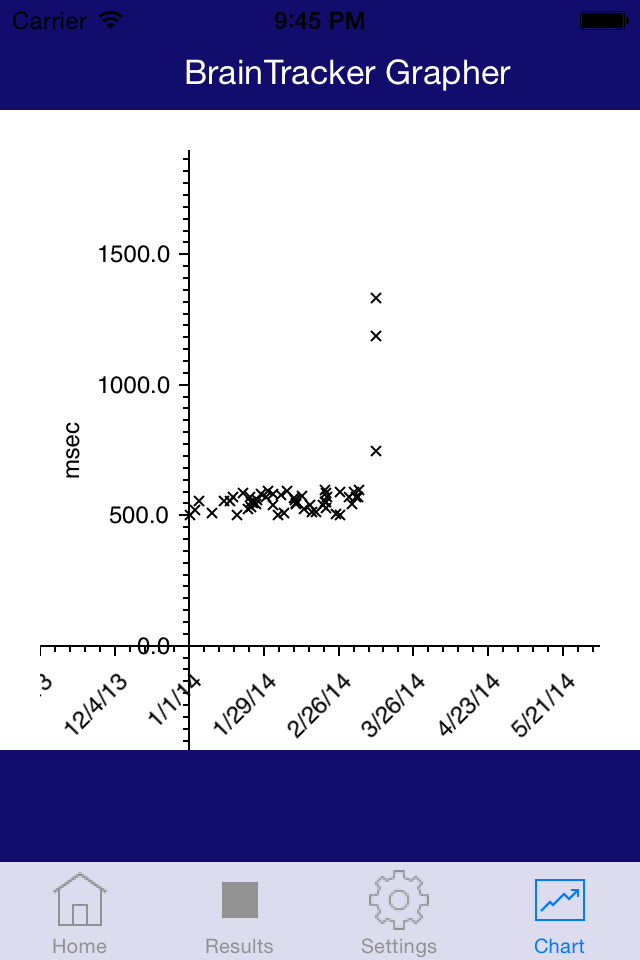 Carrier 9:45 PM
BrainTracker Grapher
1500.0
1000.0
msec
500.0
0.0
12/4/13
1/1/14
1/29/14
2/26/14
3/26/14
4/23/14
5/21/14
Home Results Settings Chart